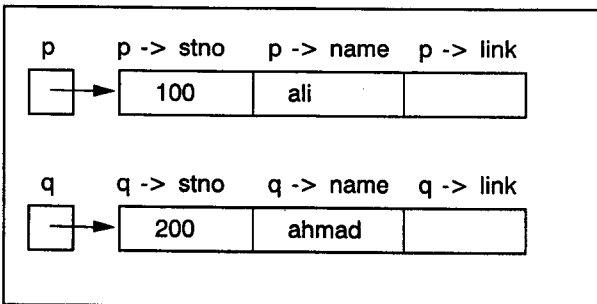 p p -> stno p -> name p -> link
100 ali
q q -> stno q -> name q -> link
200 ahmad